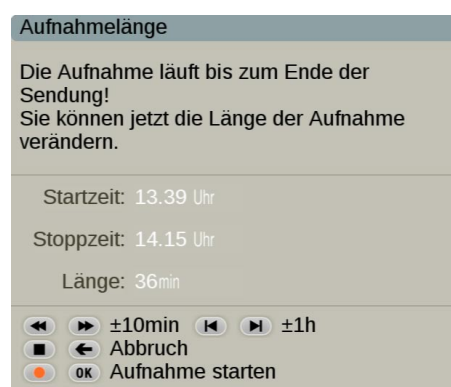 Aufnahmelänge
Die Aufnahme läuft bis zum Ende der
Sendung!
Sie können jetzt die Länge der Aufnahme
verändern.
Startzeit: 13.39 Uhr
Stoppzeit: 14.15 Uhr
Länge: 36min
±10min ±1h
Abbruch
OK Aufnahme starten